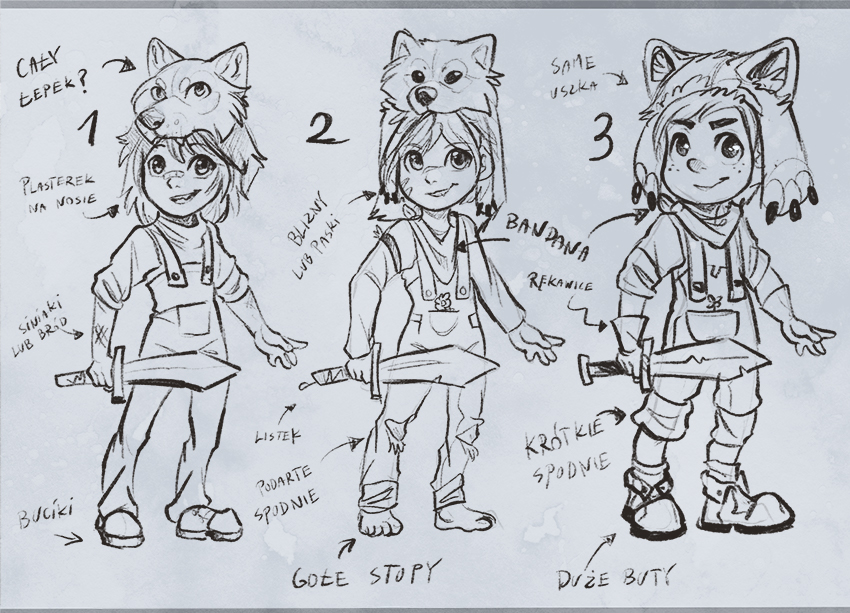 CAŁY
ŁEPEK?
1
PLASTEREK
NA NOSIE
SINIAKI
LUB BRÓD
BUCIKI
2
BLIZNY
LUB PASKI
BANDANA
RĘKAWICE
LISTEK
PODARTE
SPODNIE
GOŁE STOPY
SAME
USZKA
3
KRÓTKIE
SPODNIE
DUŻE BUTY